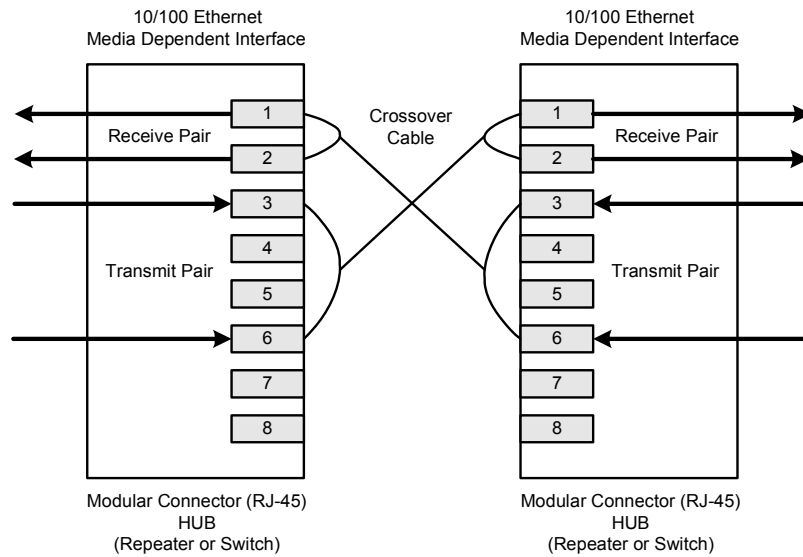 10/100 Ethernet
Media Dependent Interface
10/100 Ethernet
Media Dependent Interface
1
Receive Pair
2
3
4
Transmit Pair
5
6
7
8
Crossover
Cable
1
Receive Pair
2
3
4
Transmit Pair
5
6
7
8
Modular Connector (RJ-45)
HUB
(Repeater or Switch)
Modular Connector (RJ-45)
HUB
(Repeater or Switch)